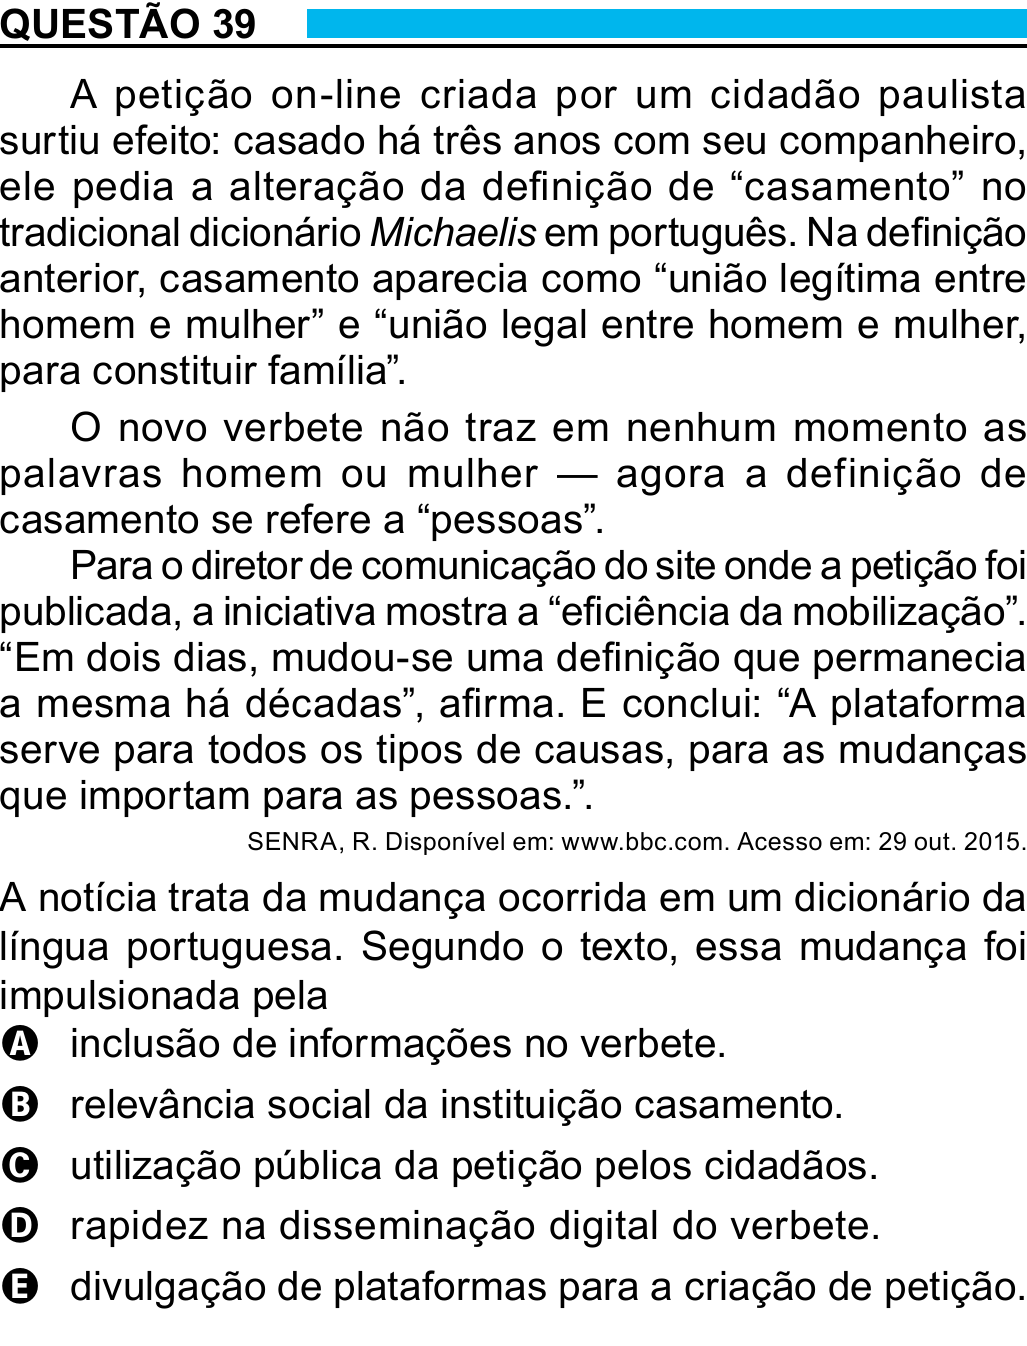 QUESTÃO 39
A petição on-line criada por um cidadão paulista
surtiu efeito: casado há três anos com seu companheiro,
ele pedia a alteração da definição de “casamento” no
tradicional dicionário Michaelis em português. Na definição
anterior, casamento aparecia como “união legítima entre
homem e mulher” e “união legal entre homem e mulher,
para constituir família”.
O novo verbete não traz em nenhum momento as
palavras homem ou mulher — agora a definição de
casamento se refere a “pessoas”.
Para o diretor de comunicação do site onde a petição foi
publicada, a iniciativa mostra a “eficiência da mobilização”.
“Em dois dias, mudou-se uma definição que permanecia
a mesma há décadas”, afirma. E conclui: “A plataforma
serve para todos os tipos de causas, para as mudanças
que importam para as pessoas.”.
SENRA, R. Disponível em: www.bbc.com. Acesso em: 29 out. 2015.
A notícia trata da mudança ocorrida em um dicionário da
língua portuguesa. Segundo o texto, essa mudança foi
impulsionada pela
A inclusão de informações no verbete.
B relevância social da instituição casamento.
C utilização pública da petição pelos cidadãos.
D rapidez na disseminação digital do verbete.
E divulgação de plataformas para a criação de petição.